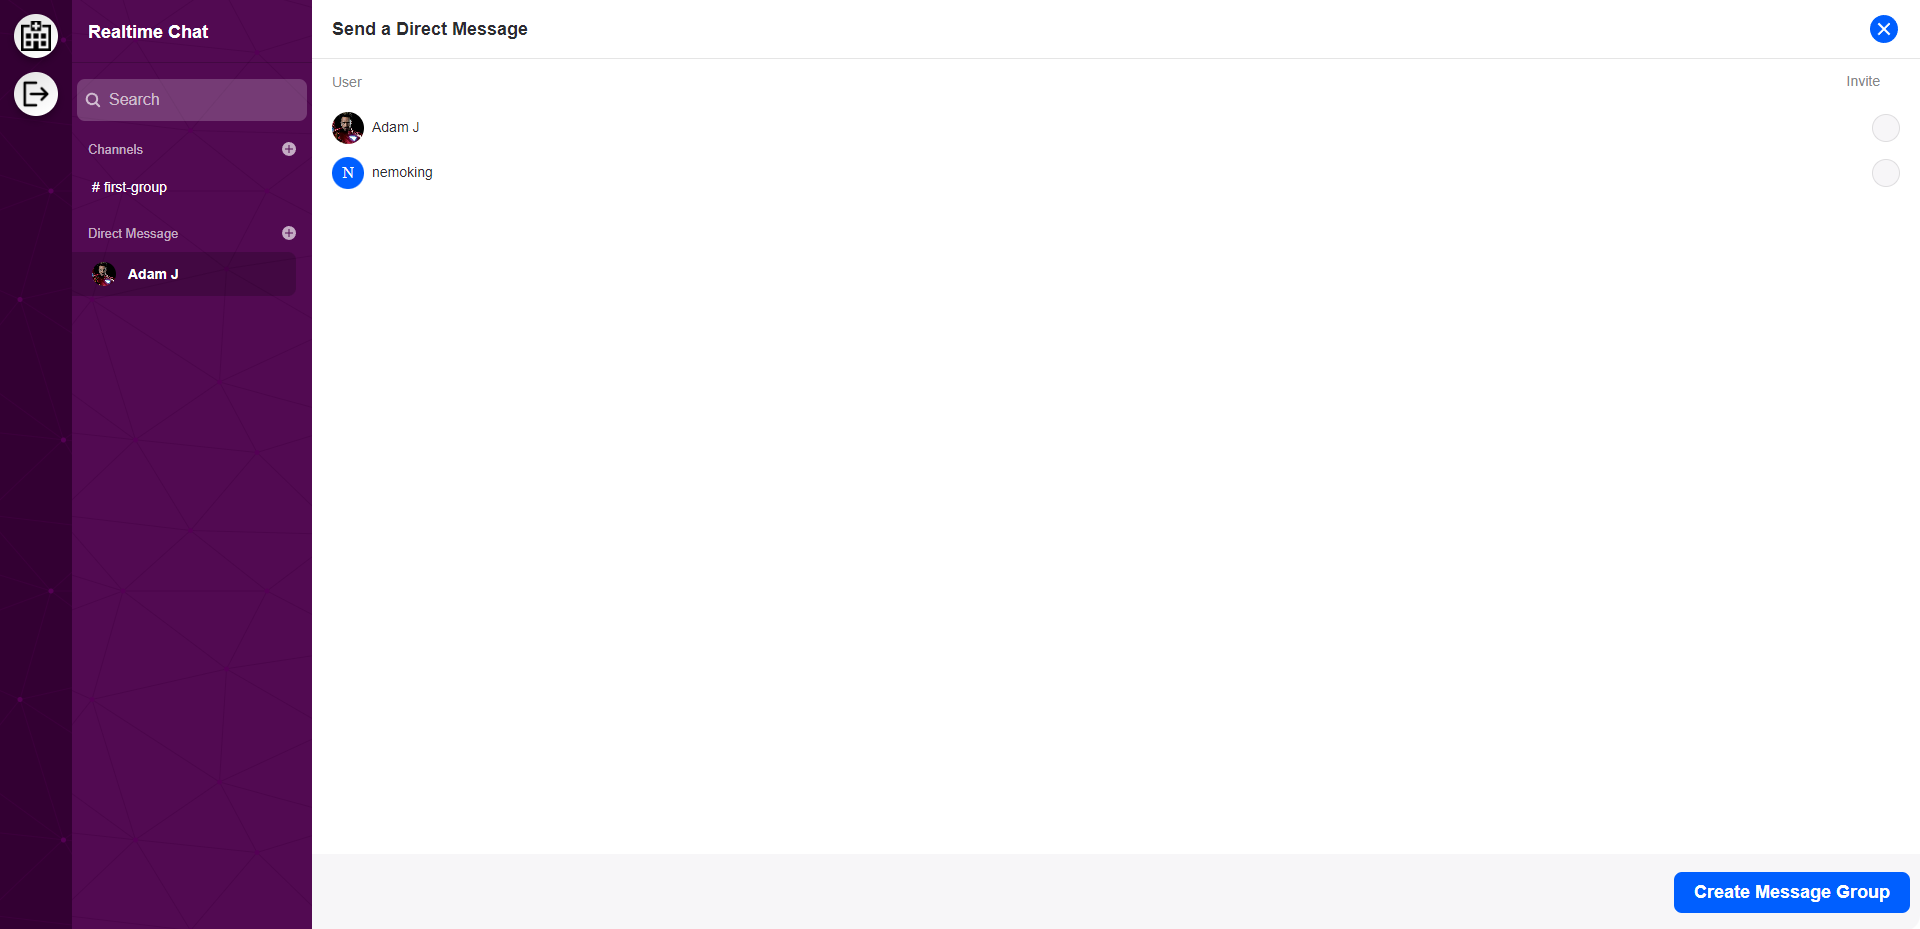 Realtime Chat
Search
Channels
# first-group
Direct Message
Adam J
Send a Direct Message
User
Invite
Adam J
N
nemoking
Create Message Group